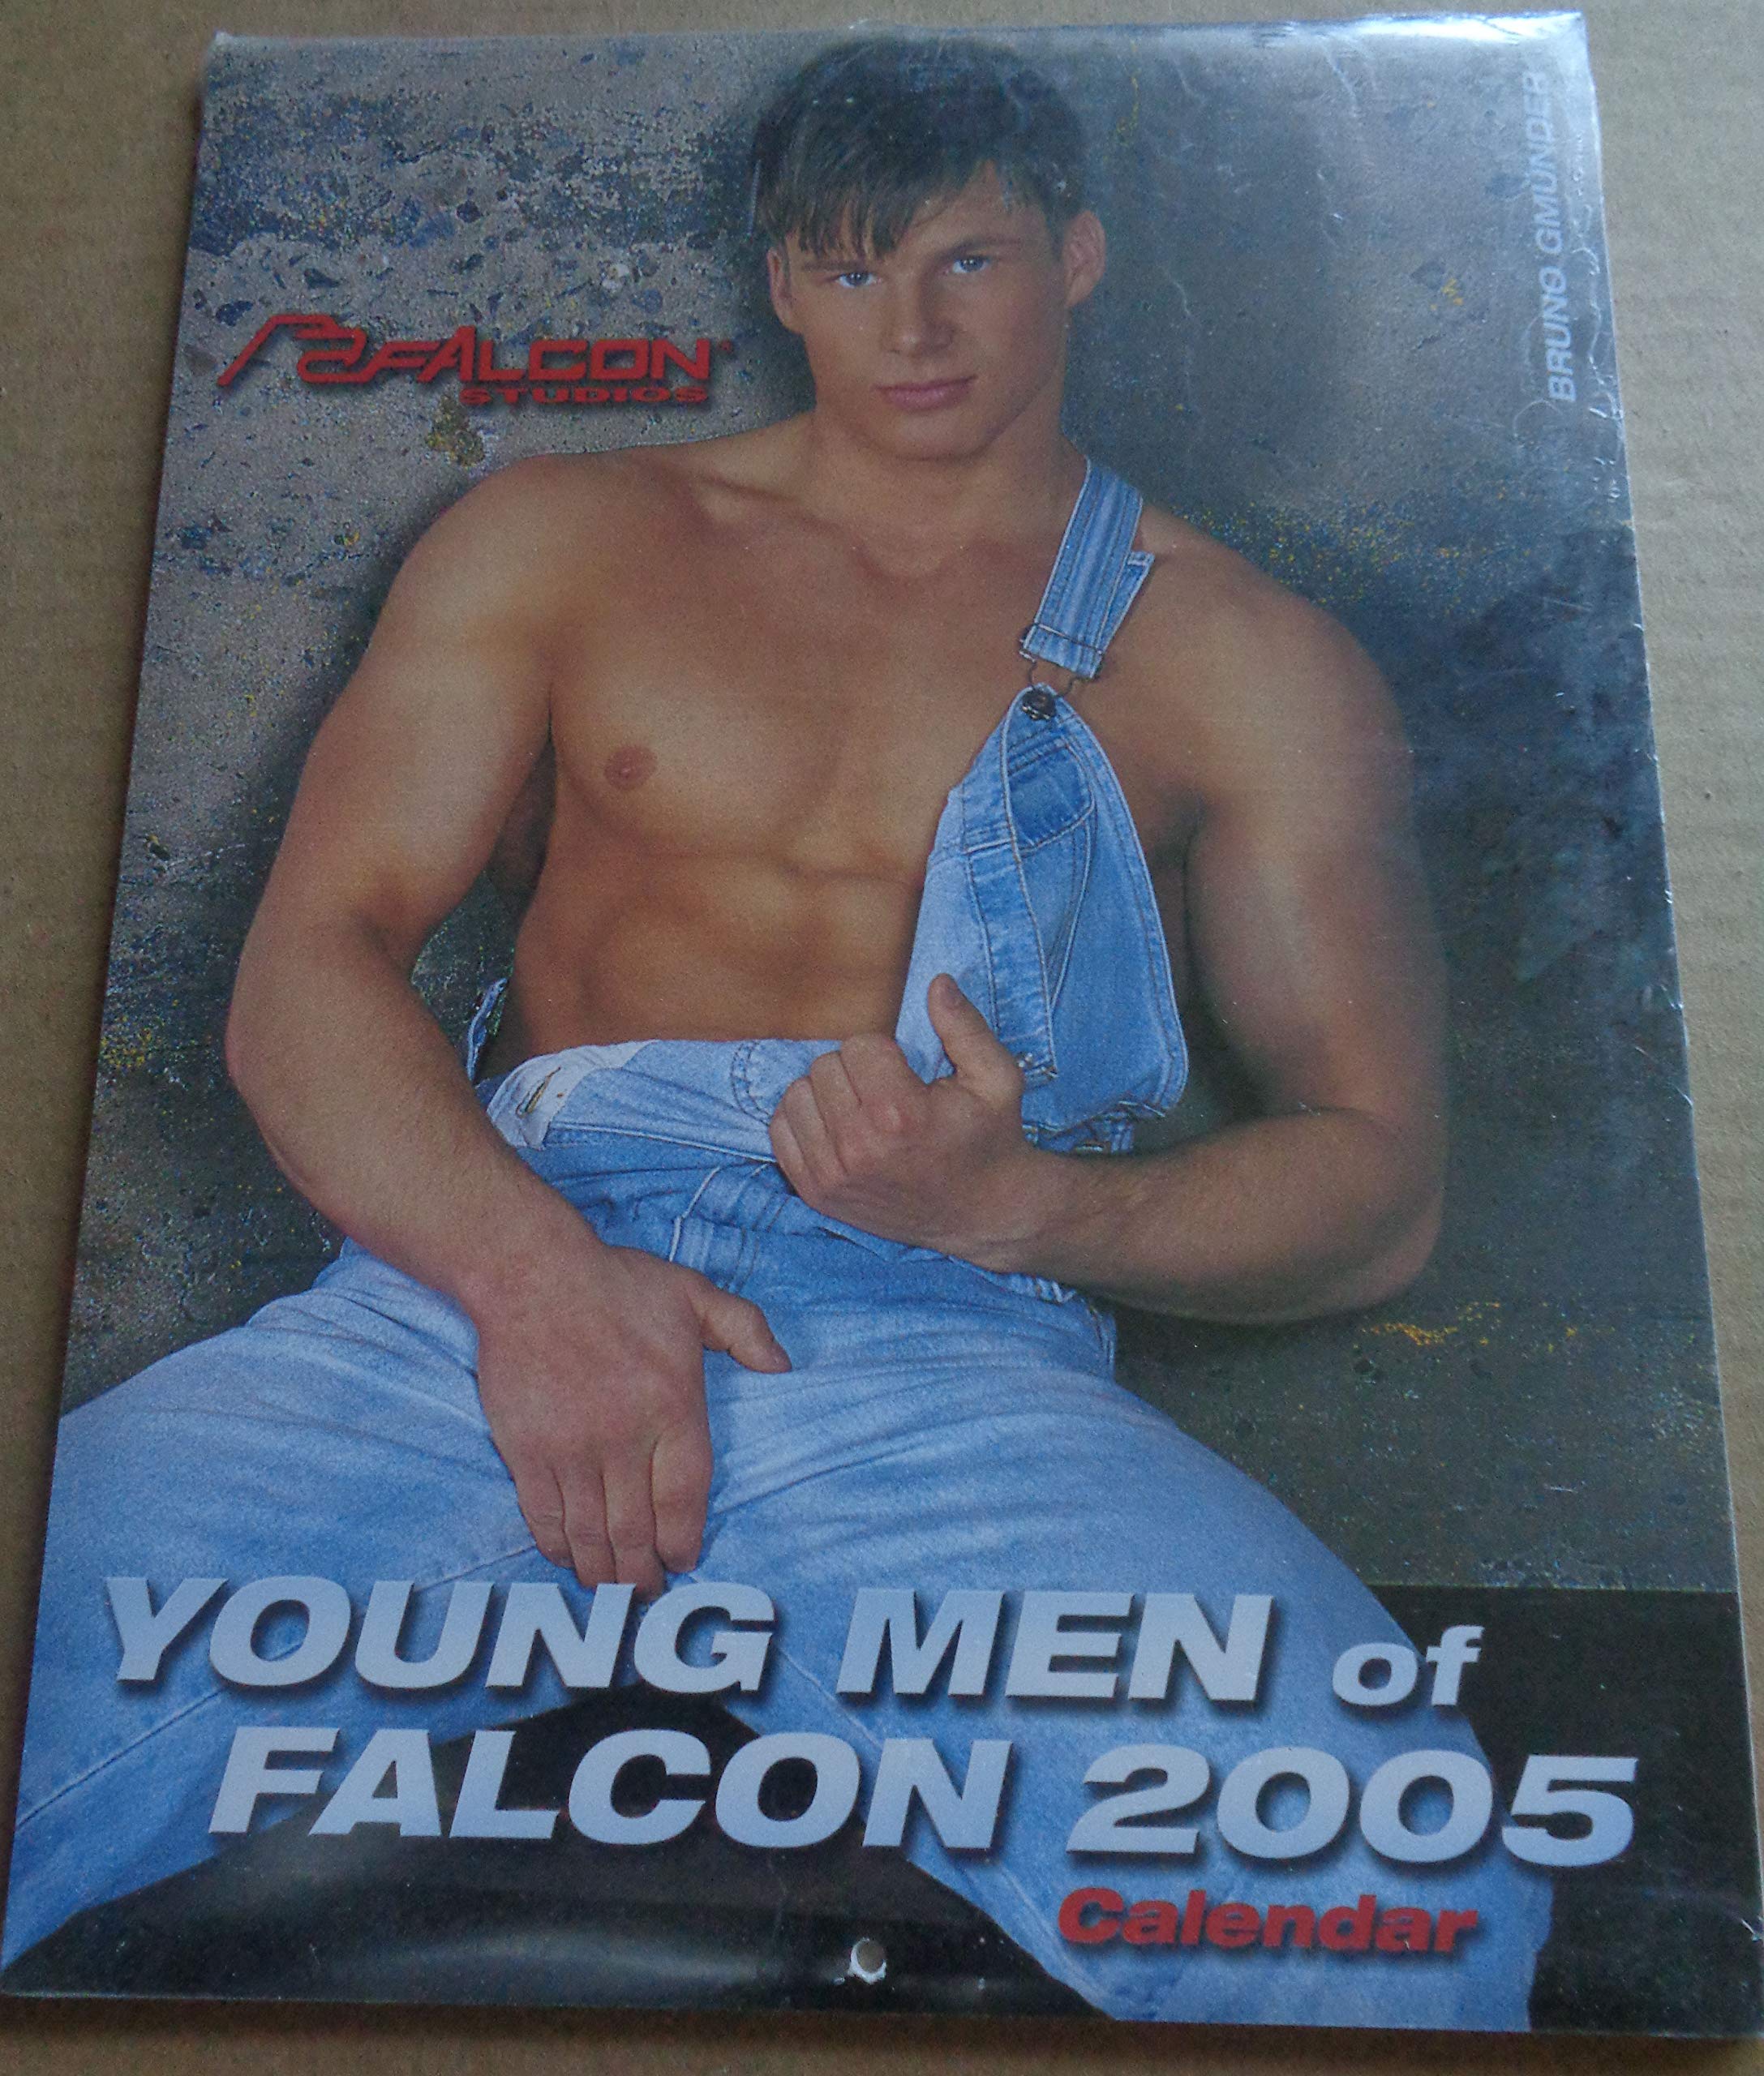 BRUNO GMÜNDER
FALCON®
STUDIOS
YOUNG MEN of
FALCON 2005
Calendar